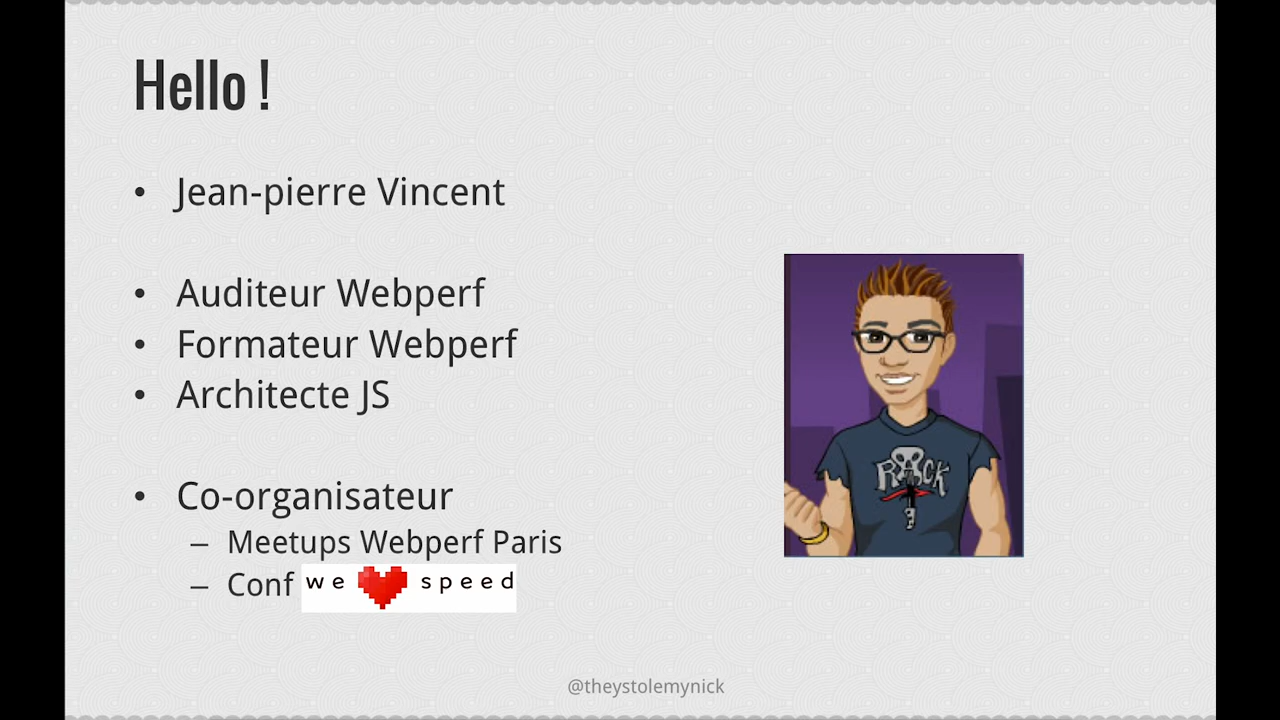 Hello !
• Jean-pierre Vincent
• Auditeur Webperf
• Formateur Webperf
• Architecte JS
• Co-organisateur
– Meetups Webperf Paris
– Conf we speed
RACK
@theystolemynick